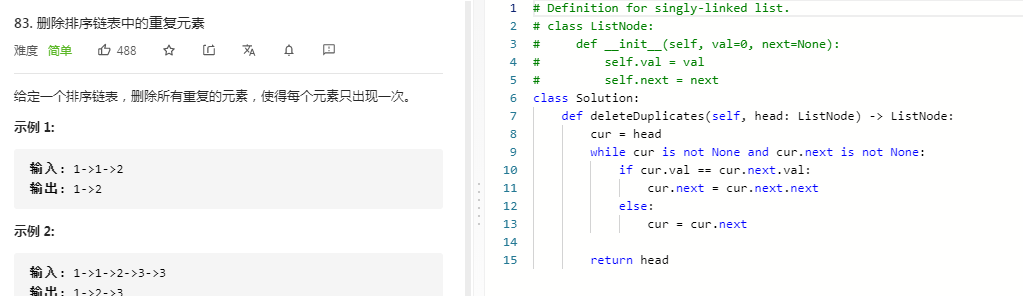 83. 删除排序链表中的重复元素
难度 简单 488
给定一个排序链表，删除所有重复的元素，使得每个元素只出现一次。
示例 1:
输入: 1->1->2
输出: 1->2
示例 2:
输入: 1->1->2->3->3
输出: 1->2->3
1 # Definition for singly-linked list.
2 # class ListNode:
3 #     def __init__(self, val=0, next=None):
4 #         self.val = val
5 #         self.next = next
6 class Solution:
7     def deleteDuplicates(self, head: ListNode) -> ListNode:
8         cur = head
9         while cur is not None and cur.next is not None:
10             if cur.val == cur.next.val:
11                 cur.next = cur.next.next
12             else:
13                 cur = cur.next
14
15         return head